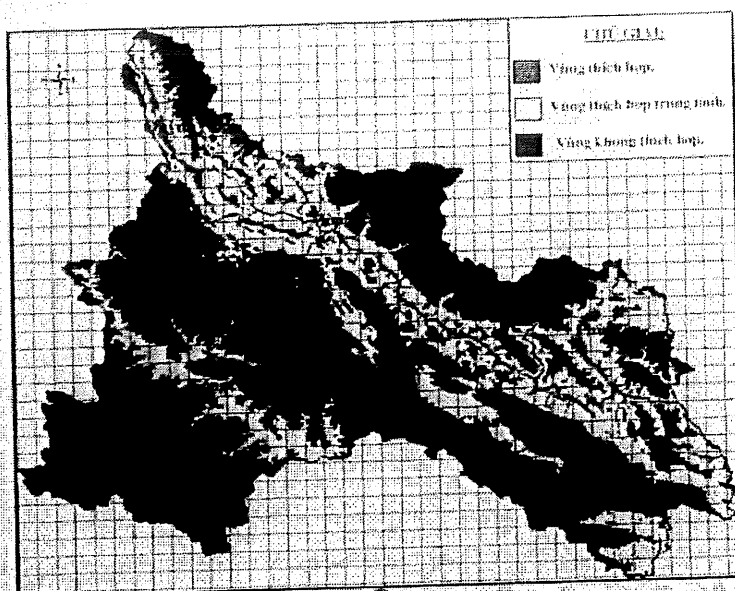 CHÚ GIẢI:
Vùng thích hợp.
Vùng thích hợp trung bình.
Vùng không thích hợp.